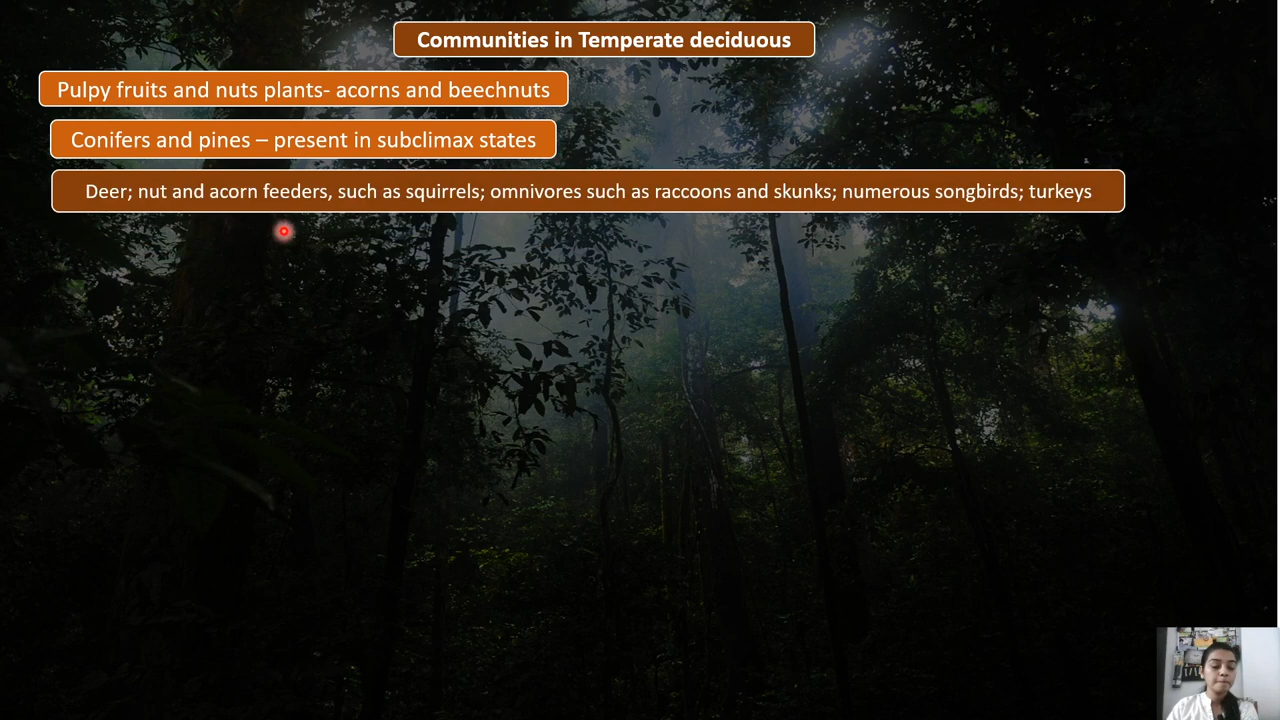 Communities in Temperate deciduous
Pulpy fruits and nuts plants- acorns and beechnuts
Conifers and pines – present in subclimax states
Deer; nut and acorn feeders, such as squirrels; omnivores such as raccoons and skunks; numerous songbirds; turkeys